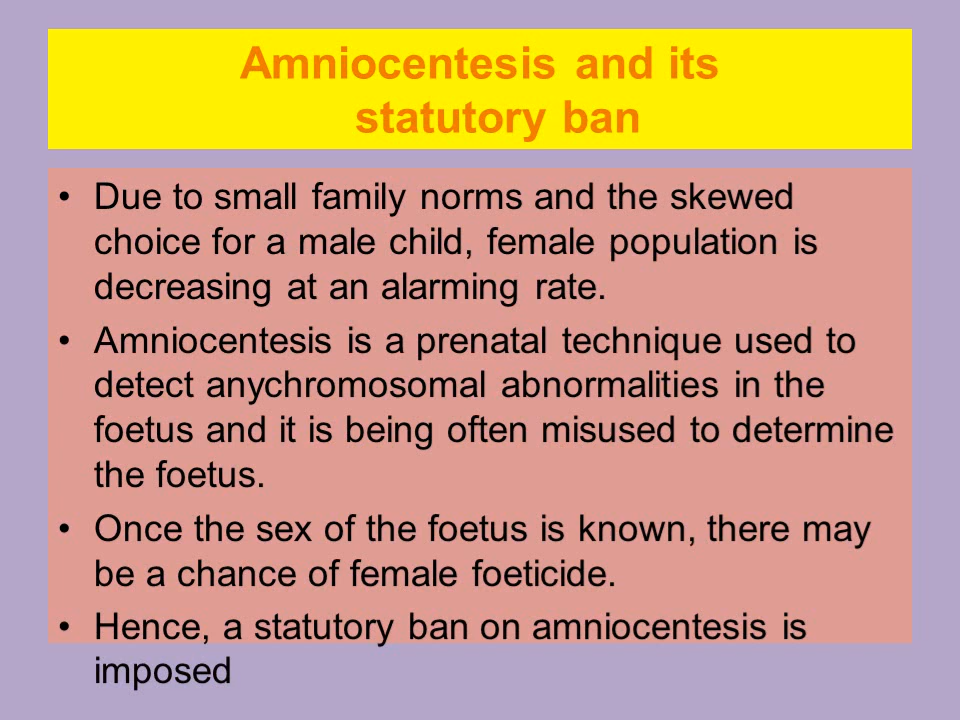 Amniocentesis and its
statutory ban
• Due to small family norms and the skewed
choice for a male child, female population is
decreasing at an alarming rate.
• Amniocentesis is a prenatal technique used to
detect anychromosomal abnormalities in the
foetus and it is being often misused to determine
the foetus.
• Once the sex of the foetus is known, there may
be a chance of female foeticide.
• Hence, a statutory ban on amniocentesis is
imposed